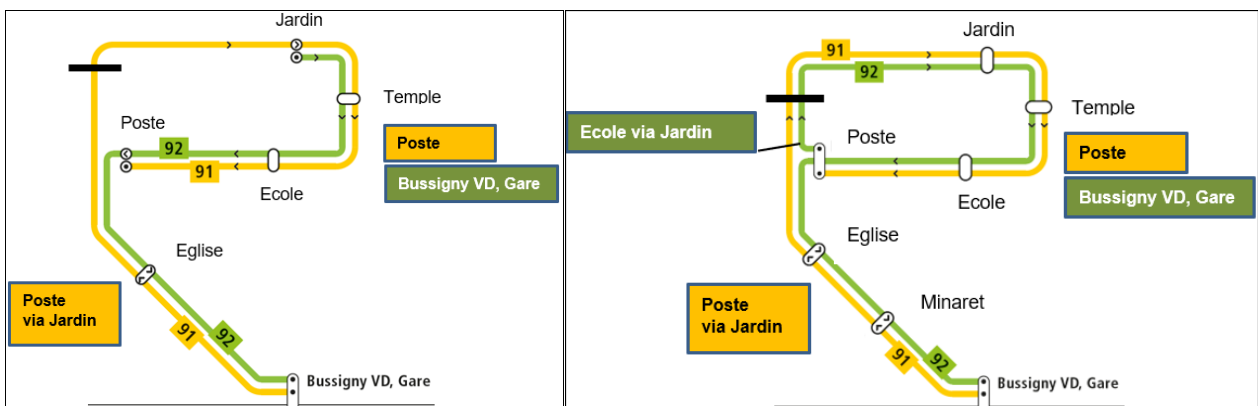 Jardin
Temple
Poste
92
91
Ecole
Poste
Bussigny VD, Gare
Eglise
Poste
via Jardin
91
92
Bussigny VD, Gare
91
Jardin
92
Ecole via Jardin
Temple
Poste
Poste
Bussigny VD, Gare
Ecole
Eglise
Minaret
Poste
via Jardin
91
92
Bussigny VD, Gare